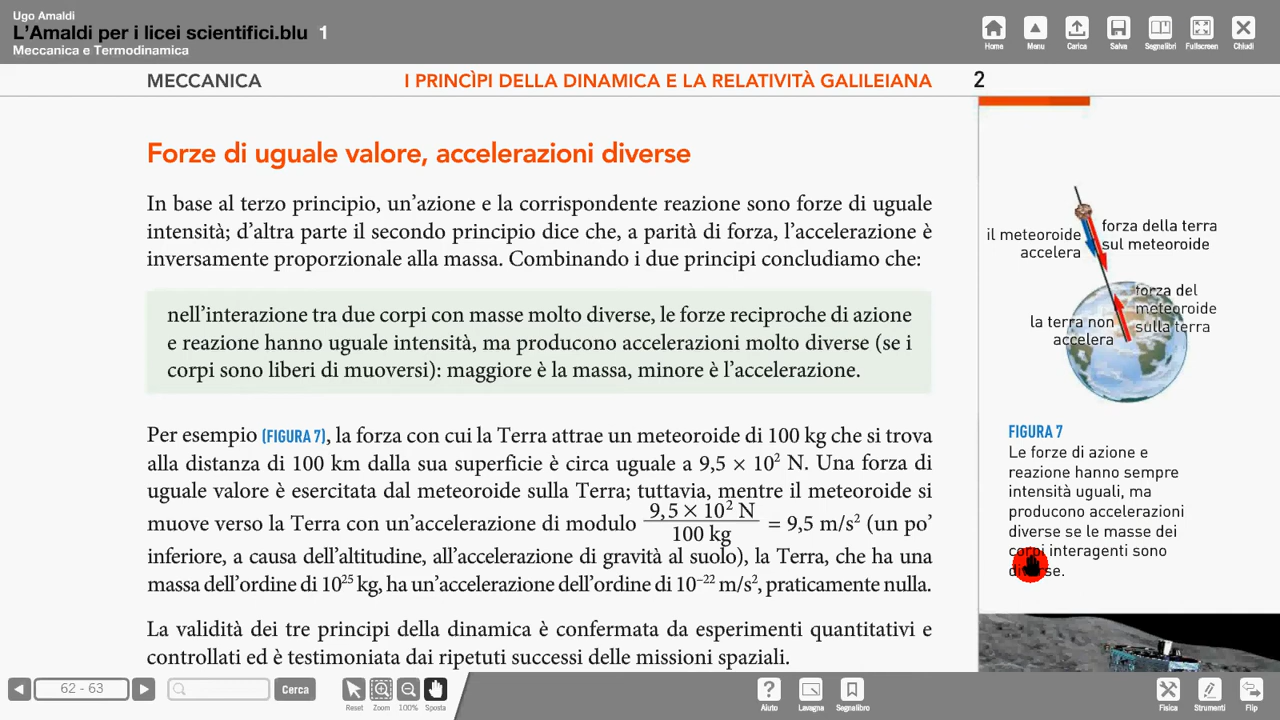 Ugo Amaldi
L'Amaldi per i licei scientifici.blu 1
Meccanica e Termodinamica
Home
Menu
Carica
Salva
Segnalibri
Fullscreen
Chiudi
MECCANICA
I PRINCÌPI DELLA DINAMICA E LA RELATIVITÀ GALILEIANA
2
Forze di uguale valore, accelerazioni diverse
In base al terzo principio, un'azione e la corrispondente reazione sono forze di uguale
intensità; d'altra parte il secondo principio dice che, a parità di forza, l'accelerazione è
inversamente proporzionale alla massa. Combinando i due principi concludiamo che:
nell'interazione tra due corpi con masse molto diverse, le forze reciproche di azione
e reazione hanno uguale intensità, ma producono accelerazioni molto diverse (se i
corpi sono liberi di muoversi): maggiore è la massa, minore è l'accelerazione.
Per esempio (FIGURA 7), la forza con cui la Terra attrae un meteoroide di 100 kg che si trova
alla distanza di 100 km dalla sua superficie è circa uguale a 9,5 × 10² N. Una forza di
uguale valore è esercitata dal meteoroide sulla Terra; tuttavia, mentre il meteoroide si
muove verso la Terra con un'accelerazione di modulo 9,5 × 10² N / 100 kg = 9,5 m/s² (un po'
inferiore, a causa dell'altitudine, all'accelerazione di gravità al suolo), la Terra, che ha una
massa dell'ordine di 10²⁵ kg, ha un'accelerazione dell'ordine di 10⁻²² m/s², praticamente nulla.
La validità dei tre principi della dinamica è confermata da esperimenti quantitativi e
controllati ed è testimoniata dai ripetuti successi delle missioni spaziali.
il meteoroide
accelera
forza della terra
sul meteoroide
forza del
meteoroide
sulla terra
la terra non
accelera
FIGURA 7
Le forze di azione e
reazione hanno sempre
intensità uguali, ma
producono accelerazioni
diverse se le masse dei
corpi interagenti sono
diverse.
62 - 63
Cerca
Reset
Zoom
100%
Sposta
Aiuto
Lavagna
Segnalibro
Fisica
Strumenti
Flip